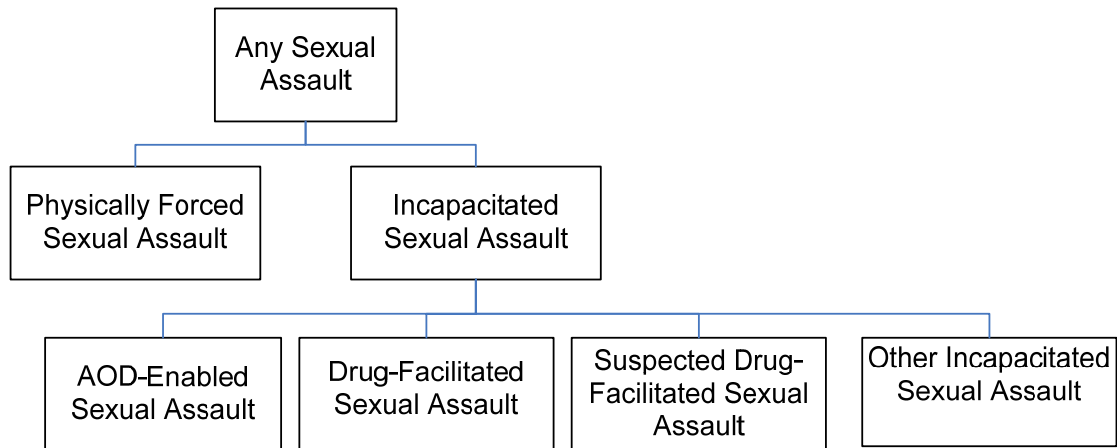 Any Sexual
Assault
Physically Forced
Sexual Assault
Incapacitated
Sexual Assault
AOD-Enabled
Sexual Assault
Drug-Facilitated
Sexual Assault
Suspected Drug-
Facilitated Sexual
Assault
Other Incapacitated
Sexual Assault